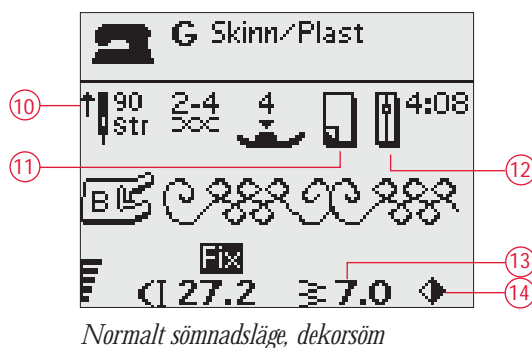 G Skinn/Plast
10 ↑ 90 str 2-4 4 4:08
11 12
B
Fix
13
27.2 7.0
14
Normalt sömnadsläge, dekorsöm